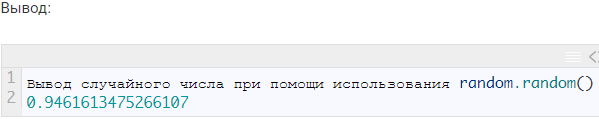 Вывод:
1 Вывод случайного числа при помощи использования random.random()
2 0.9461613475266107